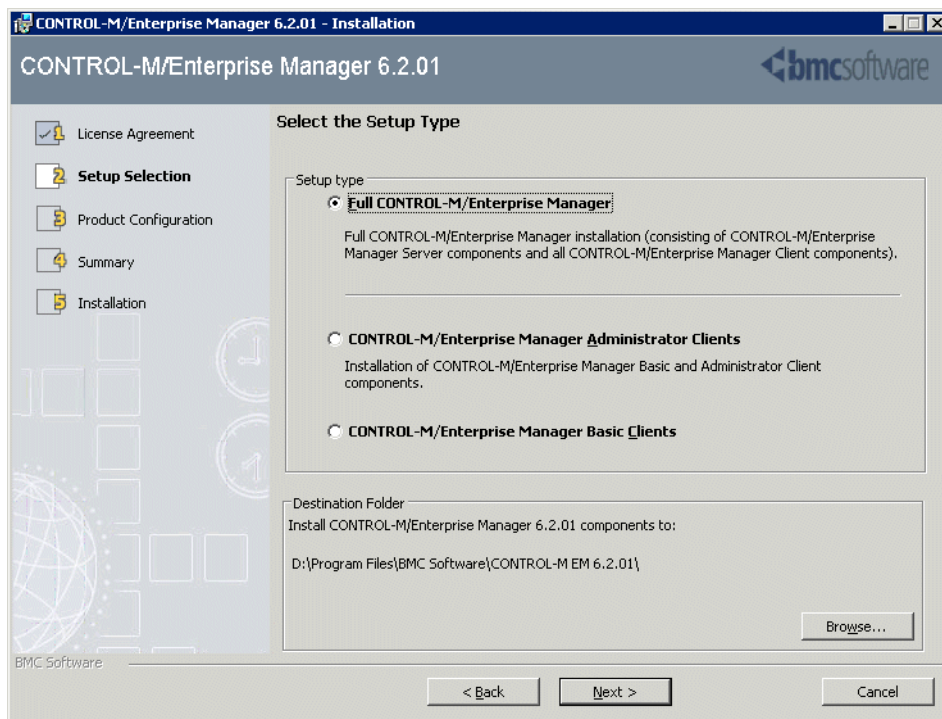 CONTROL-M/Enterprise Manager 6.2.01 - Installation
CONTROL-M/Enterprise Manager 6.2.01
bmcsoftware
1 License Agreement
2 Setup Selection
3 Product Configuration
4 Summary
5 Installation
Select the Setup Type
Setup type
Full CONTROL-M/Enterprise Manager
Full CONTROL-M/Enterprise Manager installation (consisting of CONTROL-M/Enterprise
Manager Server components and all CONTROL-M/Enterprise Manager Client components).
CONTROL-M/Enterprise Manager Administrator Clients
Installation of CONTROL-M/Enterprise Manager Basic and Administrator Client
components.
CONTROL-M/Enterprise Manager Basic Clients
Destination Folder
Install CONTROL-M/Enterprise Manager 6.2.01 components to:
D:\Program Files\BMC Software\CONTROL-M EM 6.2.01\
Browse...
BMC Software
< Back
Next >
Cancel